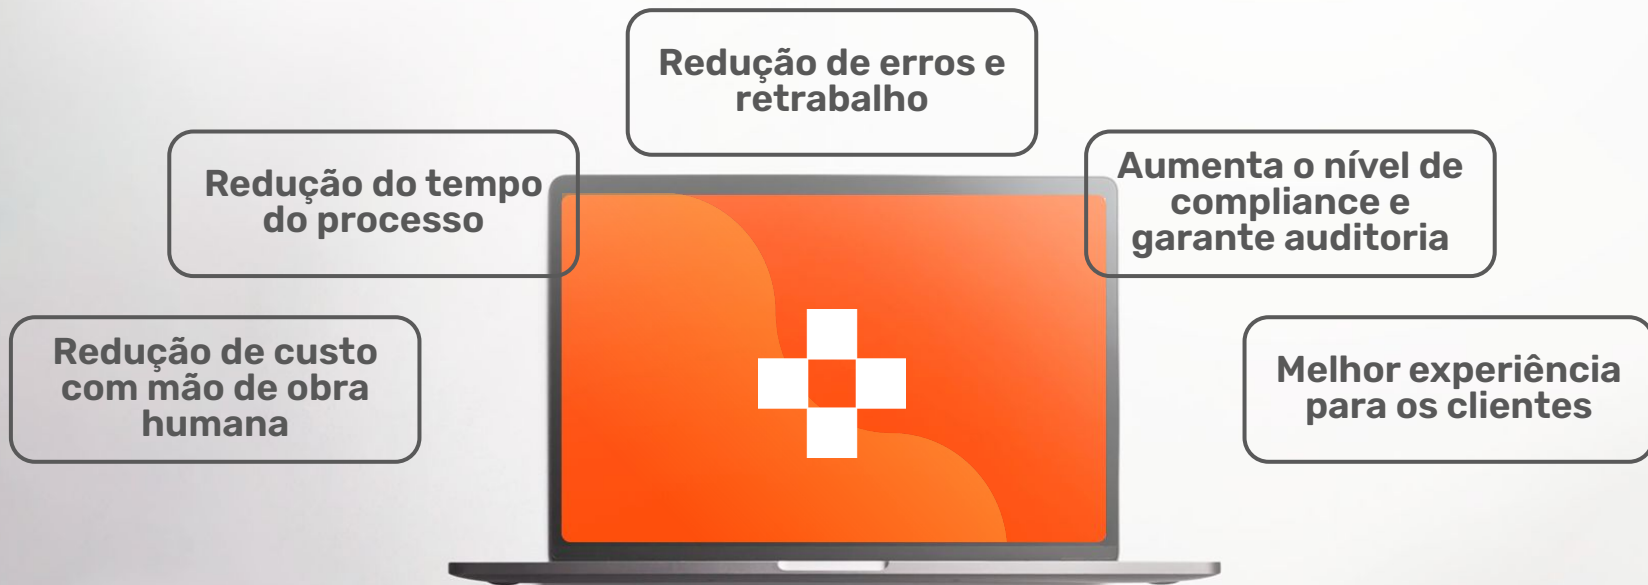 Redução de erros e
retrabalho
Redução do tempo
do processo
Aumenta o nível de
compliance e
garante auditoria
Redução de custo
com mão de obra
humana
Melhor experiência
para os clientes